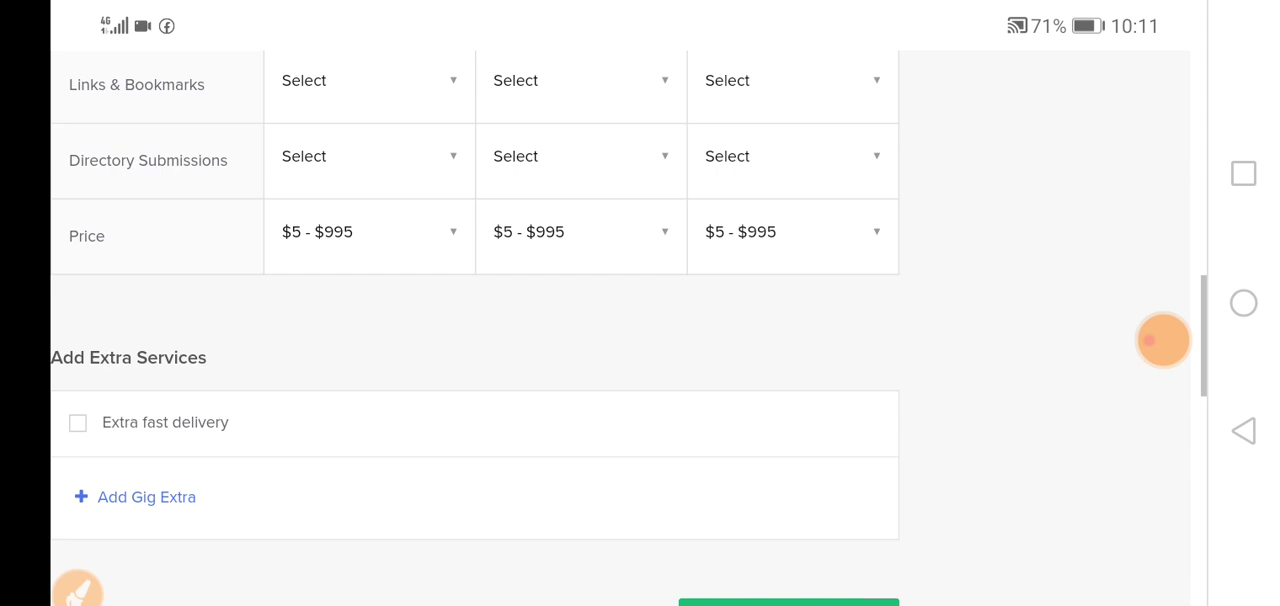 4G 71% 10:11
Links & Bookmarks Select Select Select
Directory Submissions Select Select Select
Price $5 - $995 $5 - $995 $5 - $995
Add Extra Services
Extra fast delivery
+ Add Gig Extra